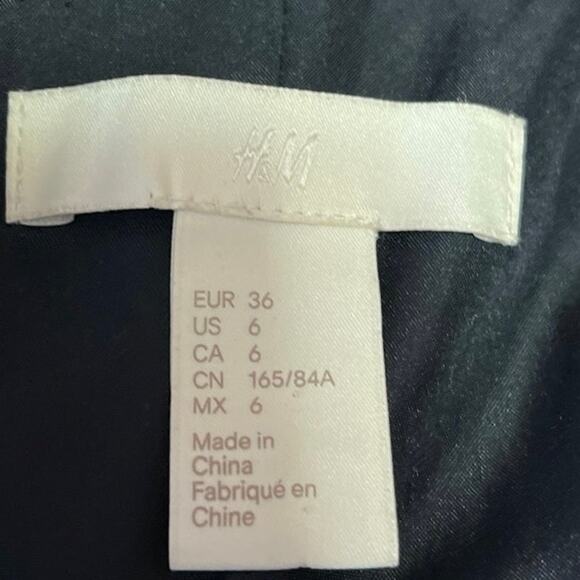 H&M
EUR 36
US 6
CA 6
CN 165/84A
MX 6
Made in
China
Fabriqué en
Chine